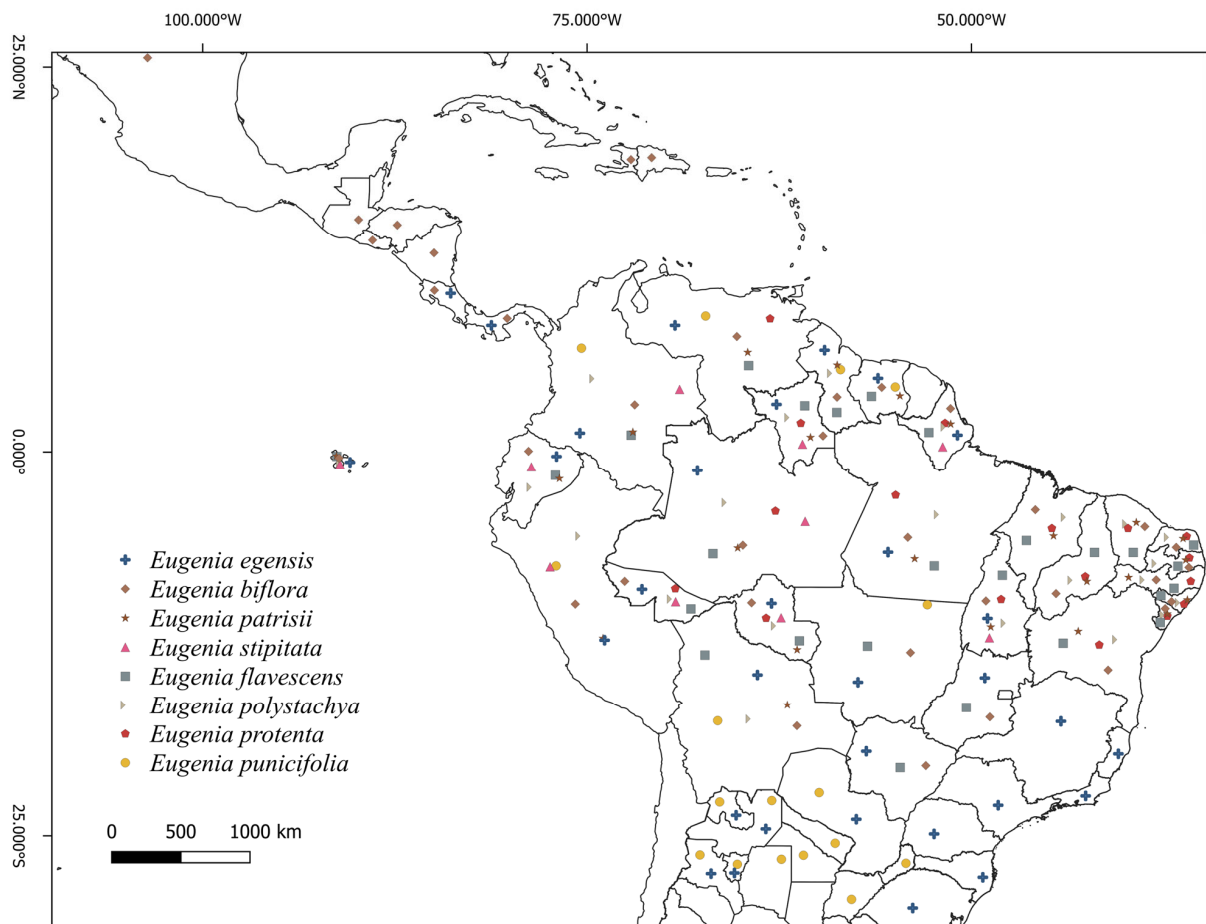 100.000°W 75.000°W 50.000°W
25.000°N
0.000°
25.000°S
Eugenia egensis
Eugenia biflora
Eugenia patrisii
Eugenia stipitata
Eugenia flavescens
Eugenia polystachya
Eugenia protenta
Eugenia punicifolia
0 500 1000 km